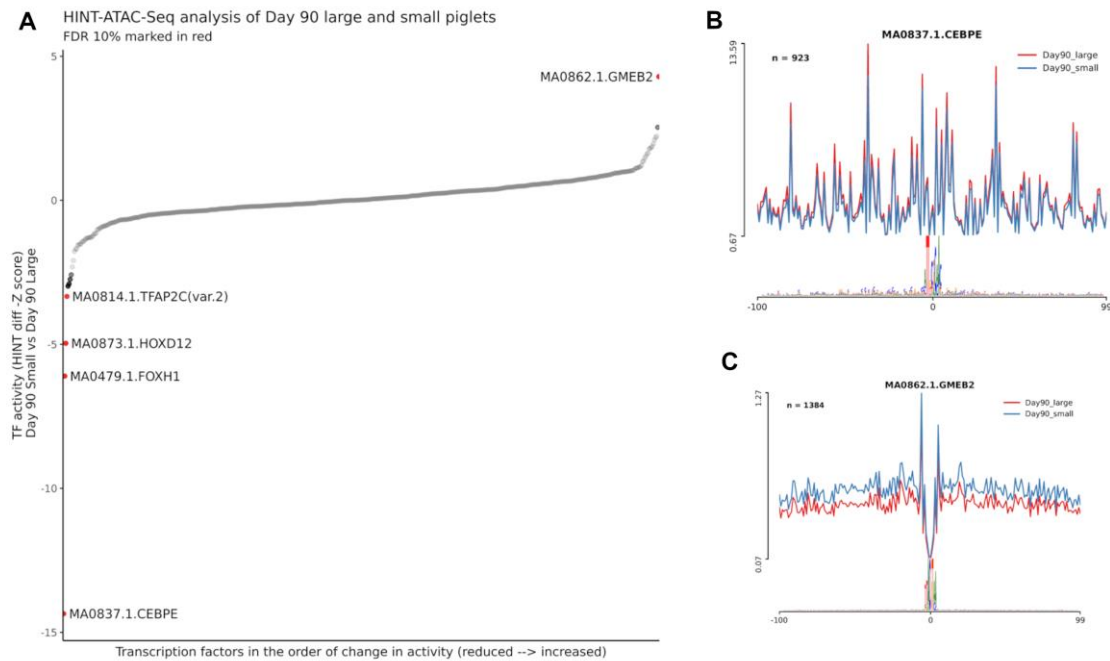 A
HINT-ATAC-Seq analysis of Day 90 large and small piglets
FDR 10% marked in red
5
0
-5
-10
-15
TF activity (HINT diff -Z score)
Day 90 Small vs Day 90 Large
MA0862.1.GMEB2
MA0814.1.TFAP2C(var.2)
MA0873.1.HOXD12
MA0479.1.FOXH1
MA0837.1.CEBPE
Transcription factors in the order of change in activity (reduced --> increased)
B
MA0837.1.CEBPE
13.59
0.67
n = 923
Day90_large
Day90_small
-100
0
99
C
MA0862.1.GMEB2
1.27
0.07
n = 1384
Day90_large
Day90_small
-100
0
99